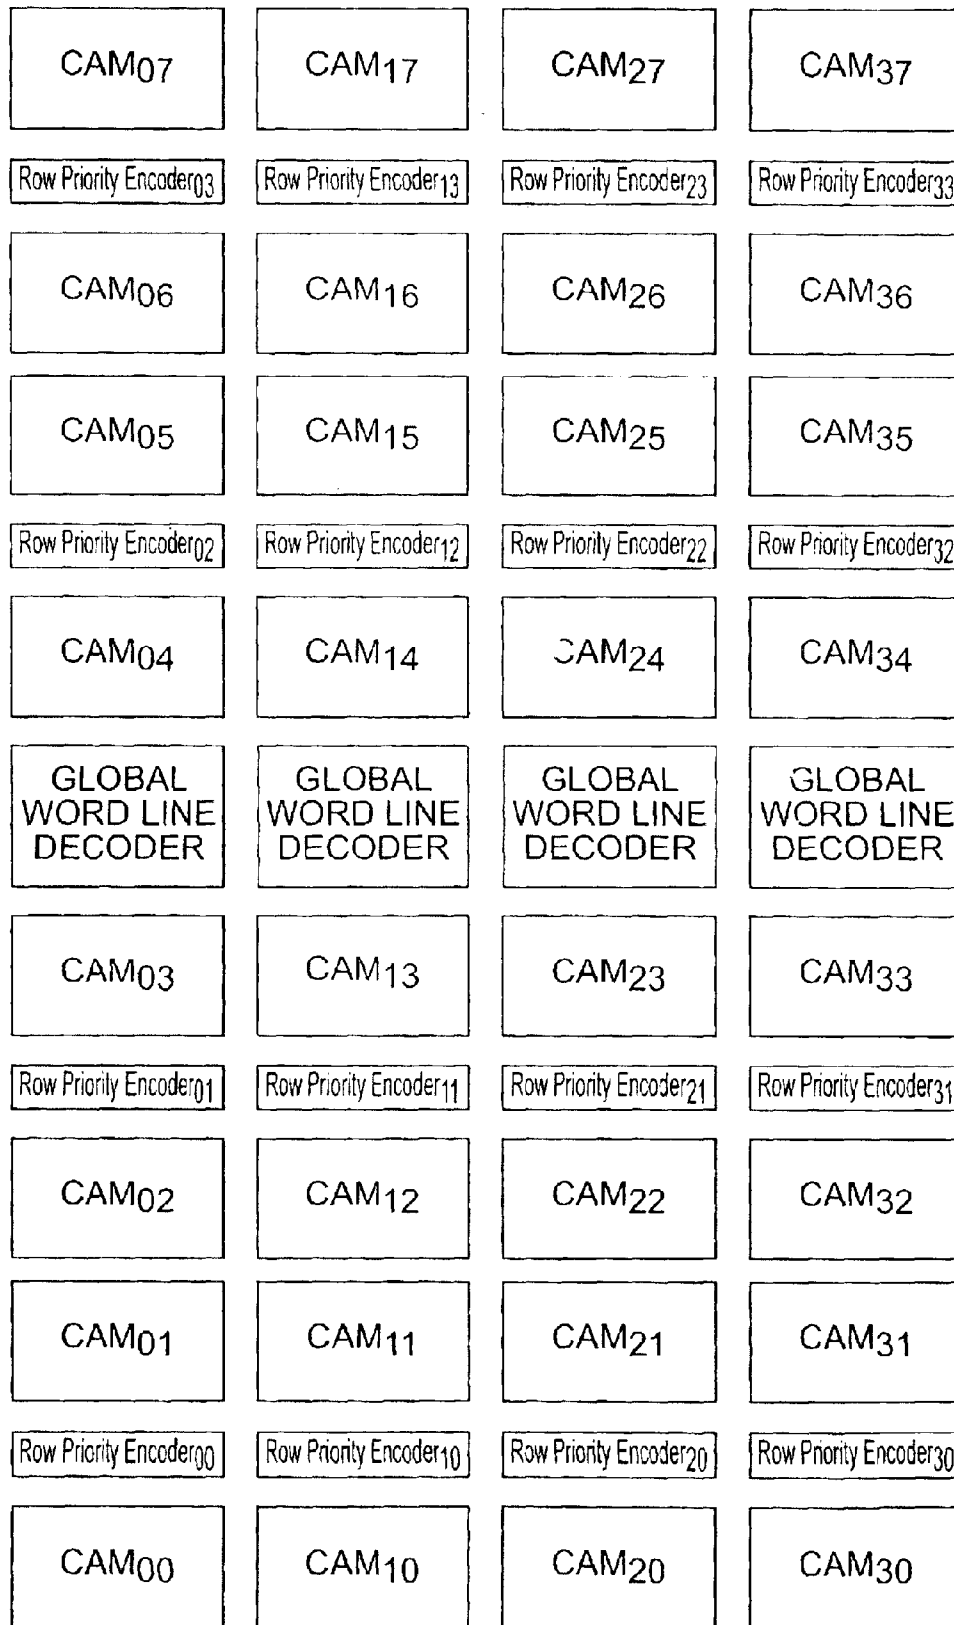 CAM07 CAM17 CAM27 CAM37
Row Priority Encoder03 Row Priority Encoder13 Row Priority Encoder23 Row Priority Encoder33
CAM06 CAM16 CAM26 CAM36
CAM05 CAM15 CAM25 CAM35
Row Priority Encoder02 Row Priority Encoder12 Row Priority Encoder22 Row Priority Encoder32
CAM04 CAM14 CAM24 CAM34
GLOBAL GLOBAL GLOBAL GLOBAL
WORD LINE WORD LINE WORD LINE WORD LINE
DECODER DECODER DECODER DECODER
CAM03 CAM13 CAM23 CAM33
Row Priority Encoder01 Row Priority Encoder11 Row Priority Encoder21 Row Priority Encoder31
CAM02 CAM12 CAM22 CAM32
CAM01 CAM11 CAM21 CAM31
Row Priority Encoder00 Row Priority Encoder10 Row Priority Encoder20 Row Priority Encoder30
CAM00 CAM10 CAM20 CAM30